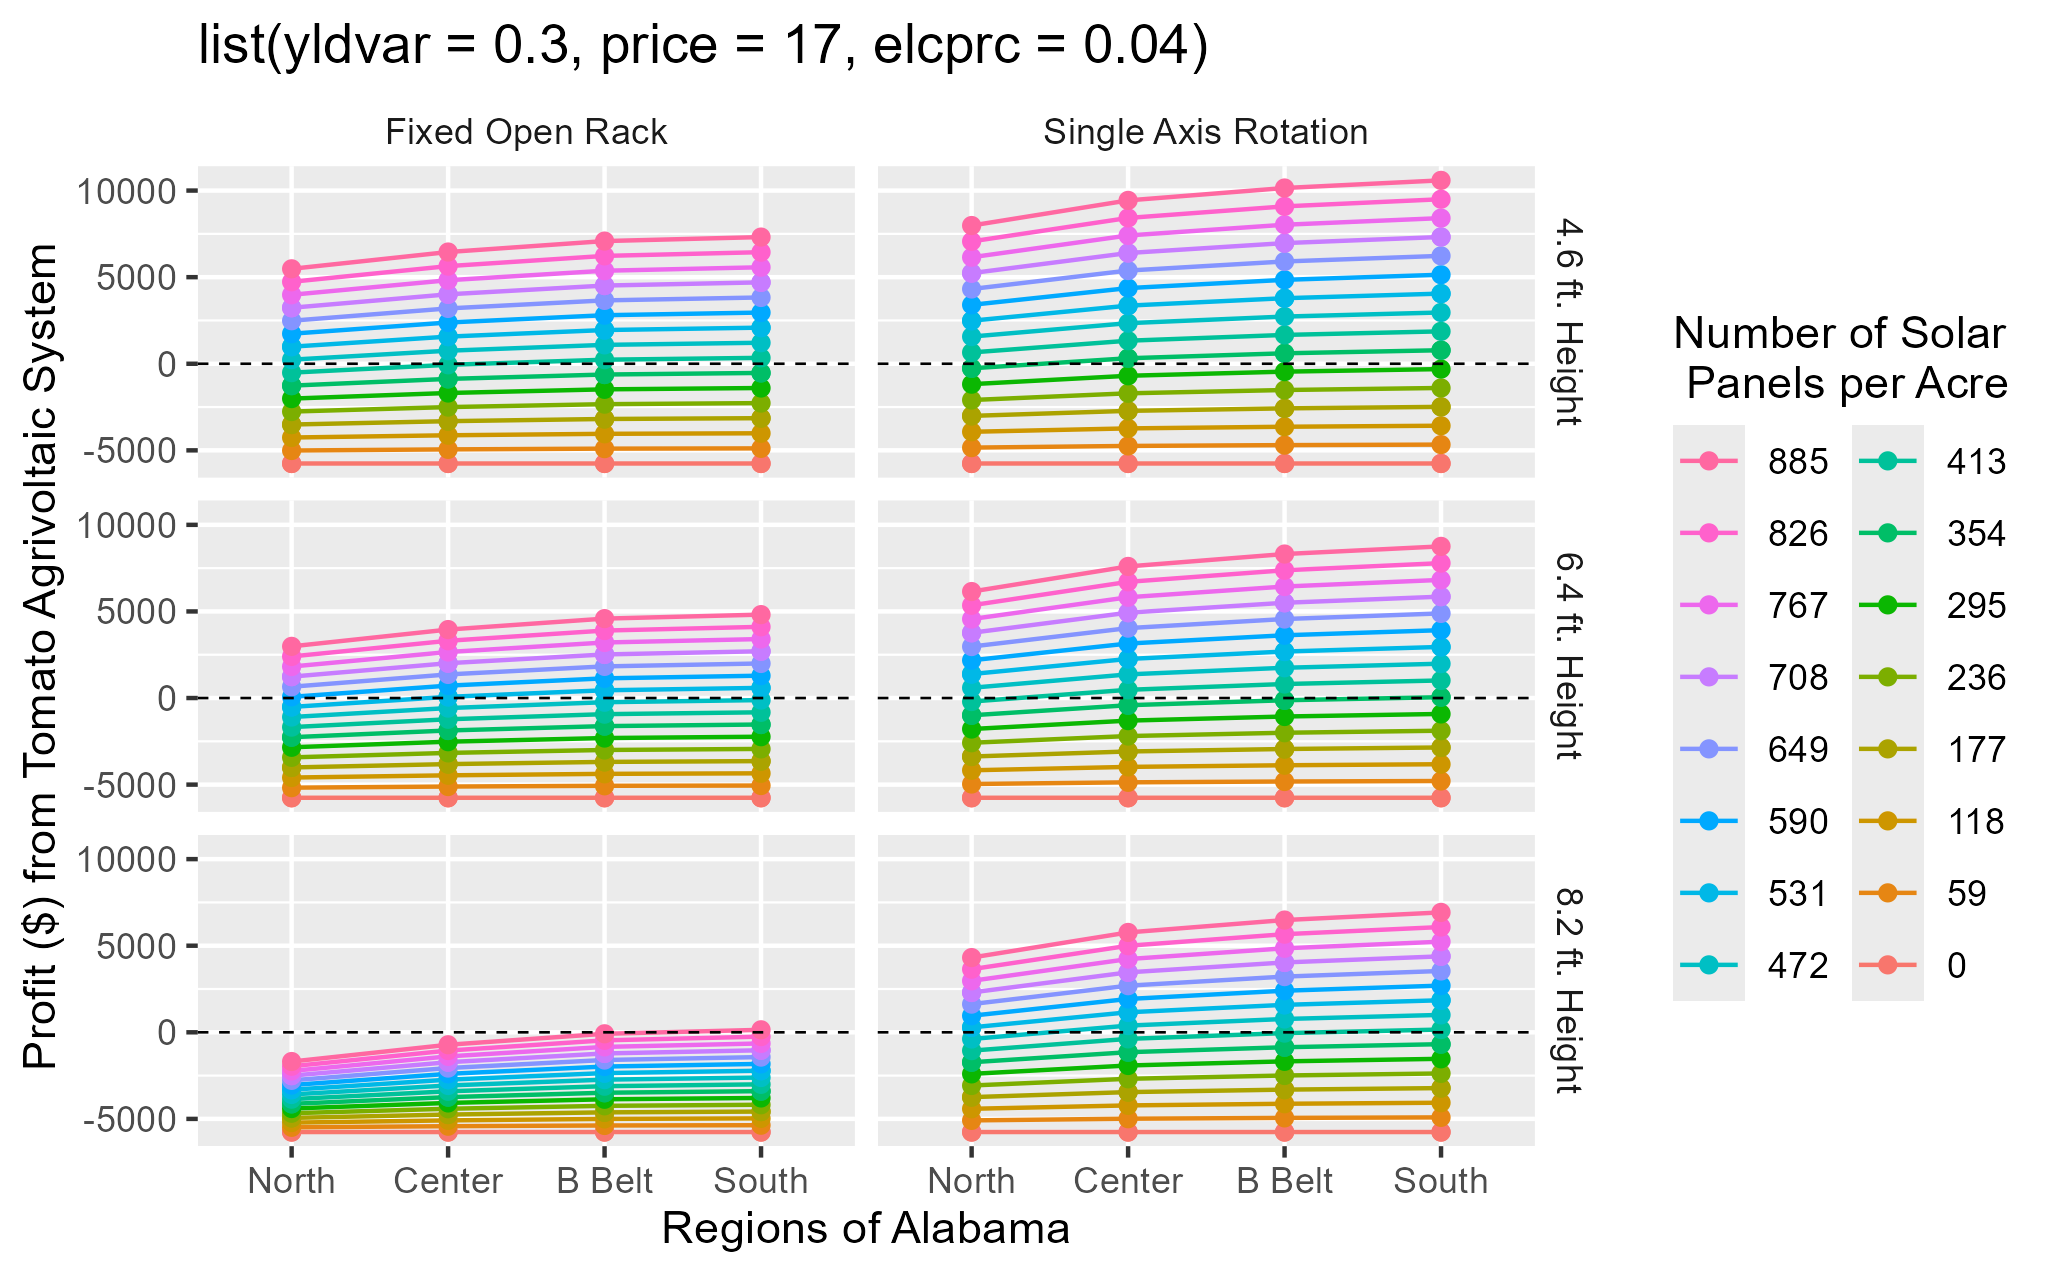 list(yldvar = 0.3, price = 17, elcprc = 0.04)
Fixed Open Rack
Single Axis Rotation
Profit ($) from Tomato Agrivoltaic System
10000
5000
0
-5000
4.6 ft. Height
10000
5000
0
-5000
6.4 ft. Height
10000
5000
0
-5000
8.2 ft. Height
North Center B Belt South
North Center B Belt South
Regions of Alabama
Number of Solar
Panels per Acre
885 413
826 354
767 295
708 236
649 177
590 118
531 59
472 0